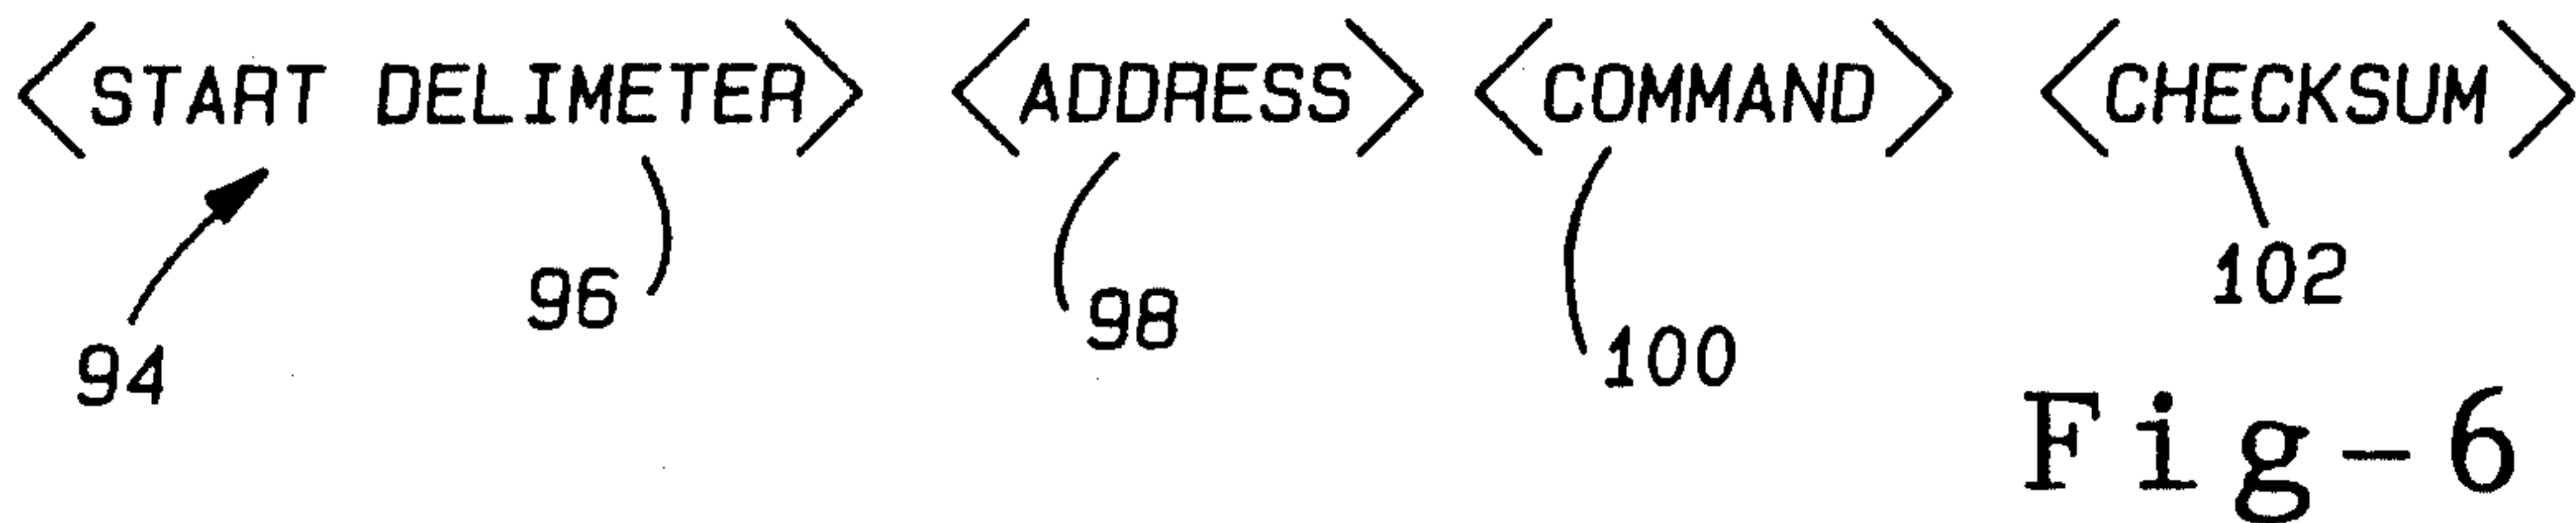 <START DELIMETER> <ADDRESS> <COMMAND> <CHECKSUM>
96 98 102
94 100
Fig-6